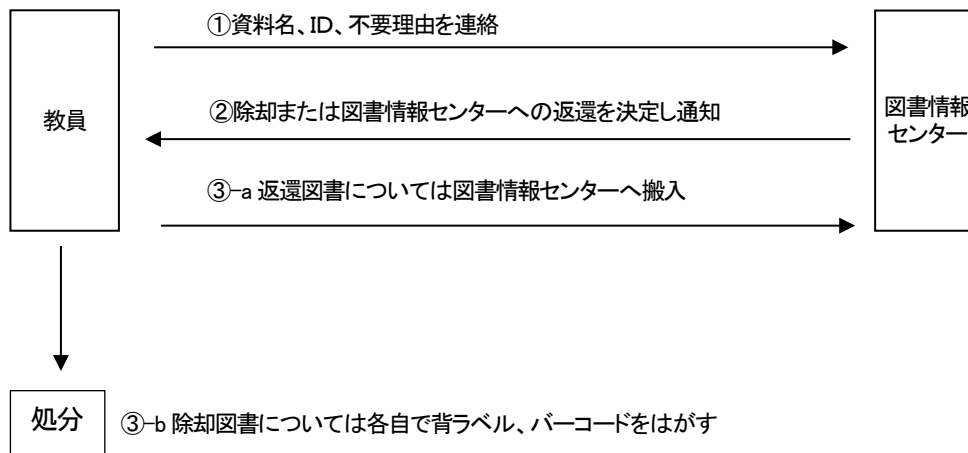 ①資料名、ID、不要理由を連絡
教員
②除却または図書情報センターへの返還を決定し通知
図書情報
センター
③-a 返還図書については図書情報センターへ搬入
処分
③-b 除却図書については各自で背ラベル、バーコードをはがす